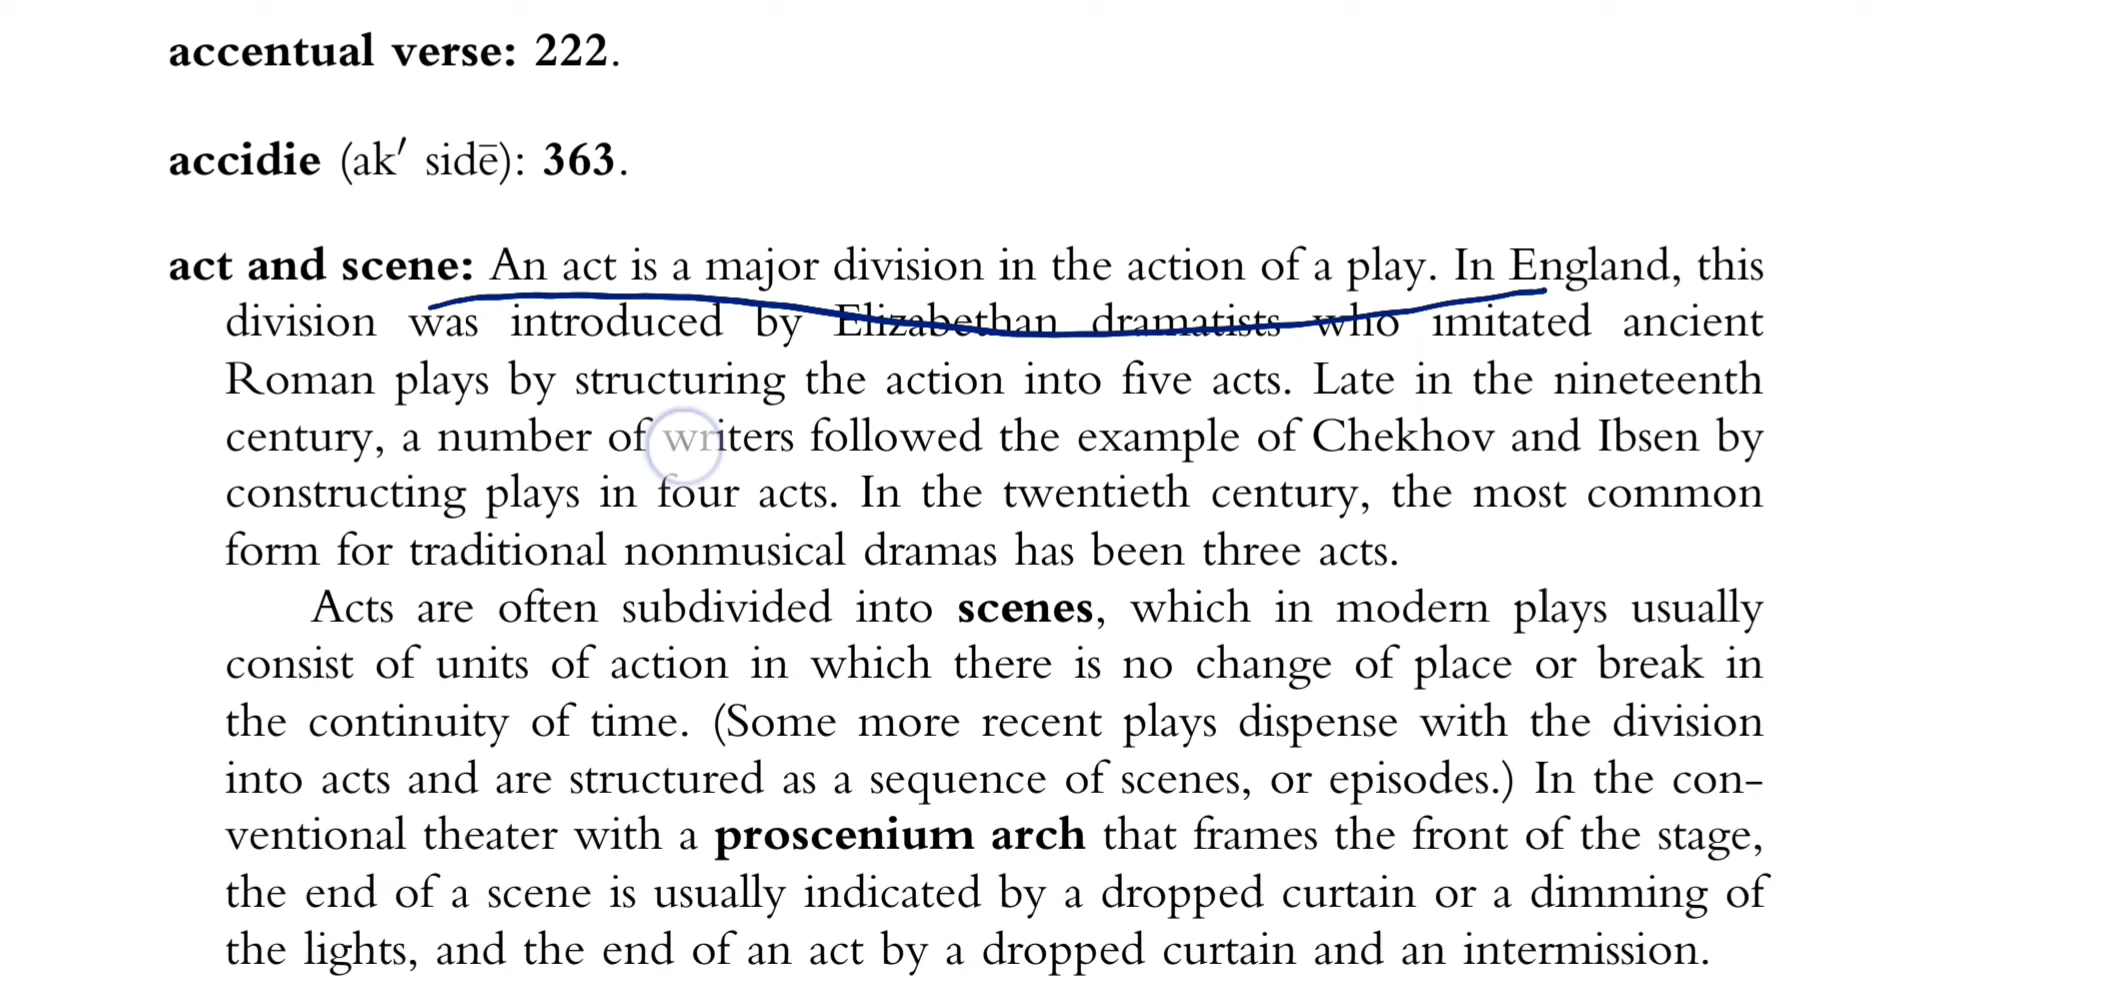 accentual verse: 222.
accidie (ak′ sidē): 363.
act and scene: An act is a major division in the action of a play. In England, this
division was introduced by Elizabethan dramatists who imitated ancient
Roman plays by structuring the action into five acts. Late in the nineteenth
century, a number of writers followed the example of Chekhov and Ibsen by
constructing plays in four acts. In the twentieth century, the most common
form for traditional nonmusical dramas has been three acts.
Acts are often subdivided into scenes, which in modern plays usually
consist of units of action in which there is no change of place or break in
the continuity of time. (Some more recent plays dispense with the division
into acts and are structured as a sequence of scenes, or episodes.) In the con-
ventional theater with a proscenium arch that frames the front of the stage,
the end of a scene is usually indicated by a dropped curtain or a dimming of
the lights, and the end of an act by a dropped curtain and an intermission.